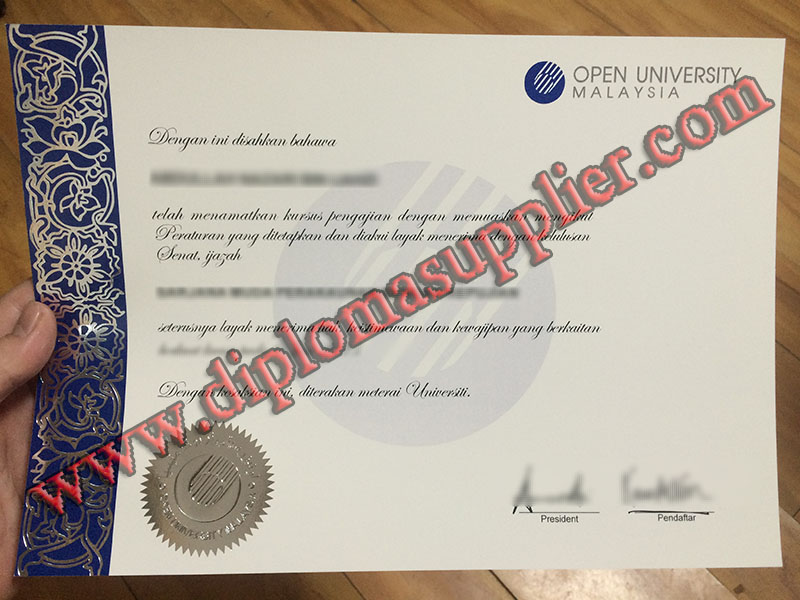 OPEN UNIVERSITY
MALAYSIA
Dengan ini disahkan bahawa
telah menamatkan kursus pengajian dengan memuaskan mengikut
Peraturan yang ditetapkan dan diakui layak menerima dengan kelulusan
Senat, ijazah
seterusnya layak menerima hak, keistimewaan dan kewajipan yang berkaitan
Dengan kesaksian ini, diterakan meterai Universiti.
President
Pendaftar
www.diplomasupplier.com